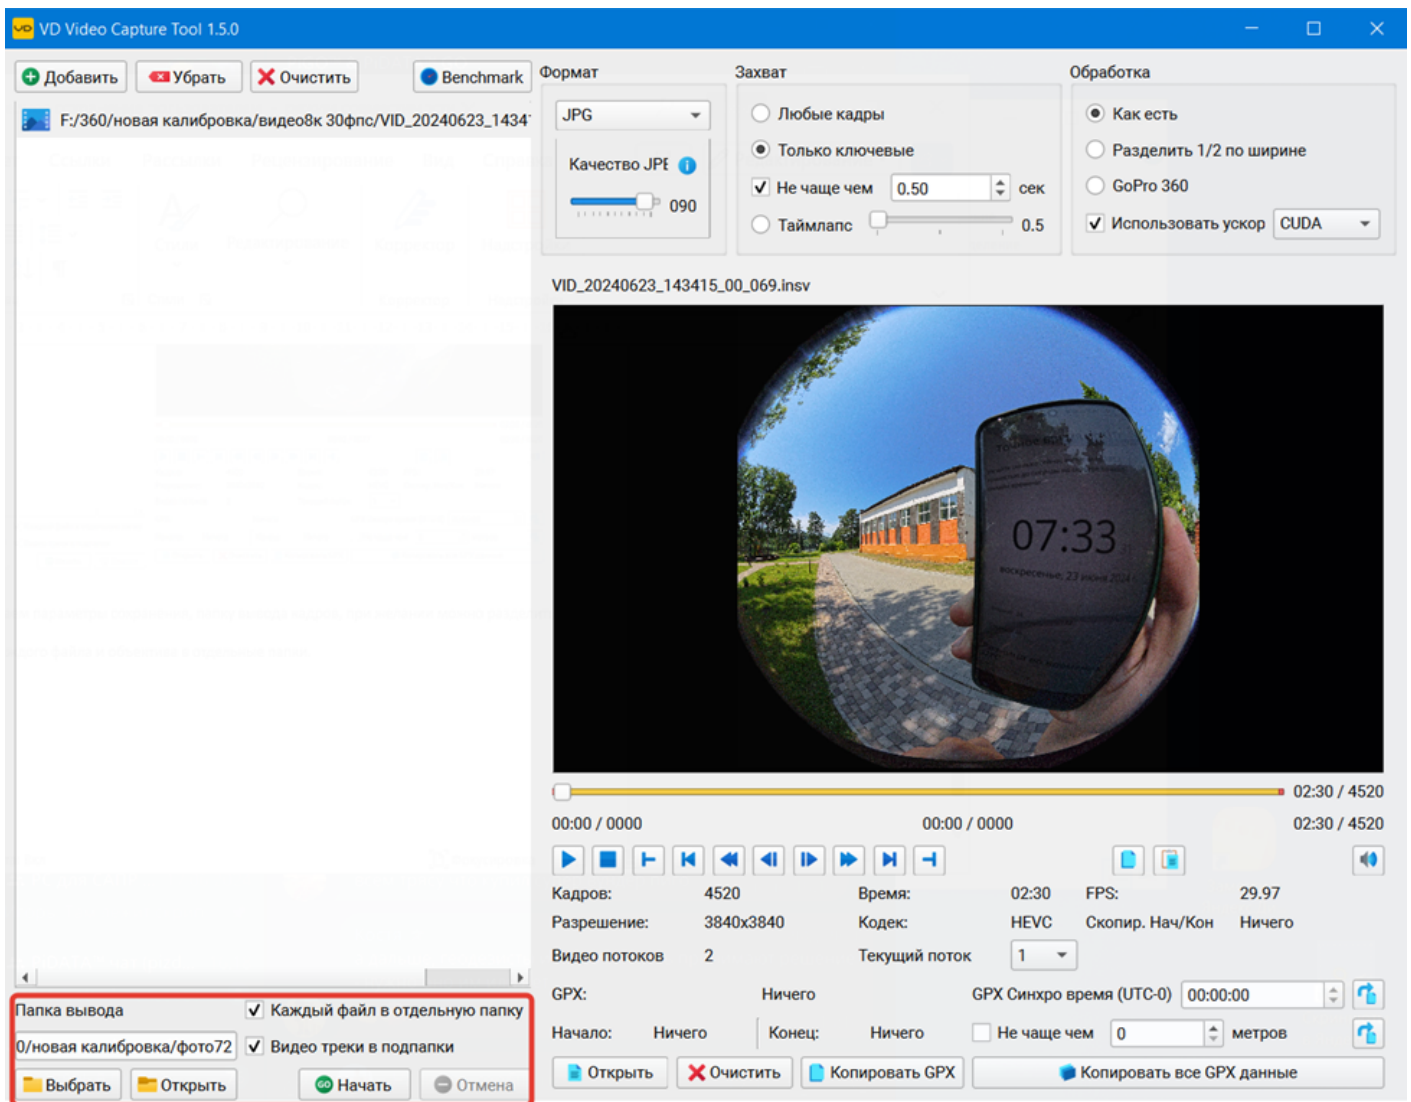 VD Video Capture Tool 1.5.0
Добавить Убрать Очистить Benchmark
F:/360/новая калибровка/видео8к 30фпс/VID_20240623_1434
Формат
JPG
Качество JPE
090
Захват
Любые кадры
Только ключевые
Не чаще чем 0.50 сек
Таймлапс 0.5
Обработка
Как есть
Разделить 1/2 по ширине
GoPro 360
Использовать ускор CUDA
VID_20240623_143415_00_069.insv
07:33
воскресенье, 23 июня 2024
02:30 / 4520
00:00 / 0000 00:00 / 0000 02:30 / 4520
Кадров: 4520 Время: 02:30 FPS: 29.97
Разрешение: 3840x3840 Кодек: HEVC Скопир. Нач/Кон Ничего
Видео потоков 2 Текущий поток 1
GPX: Ничего GPX Синхро время (UTC-0) 00:00:00
Начало: Ничего Конец: Ничего Не чаще чем 0 метров
Открыть Очистить Копировать GPX Копировать все GPX данные
Папка вывода Каждый файл в отдельную папку
0/новая калибровка/фото72 Видео треки в подпапки
Выбрать Открыть Начать Отмена